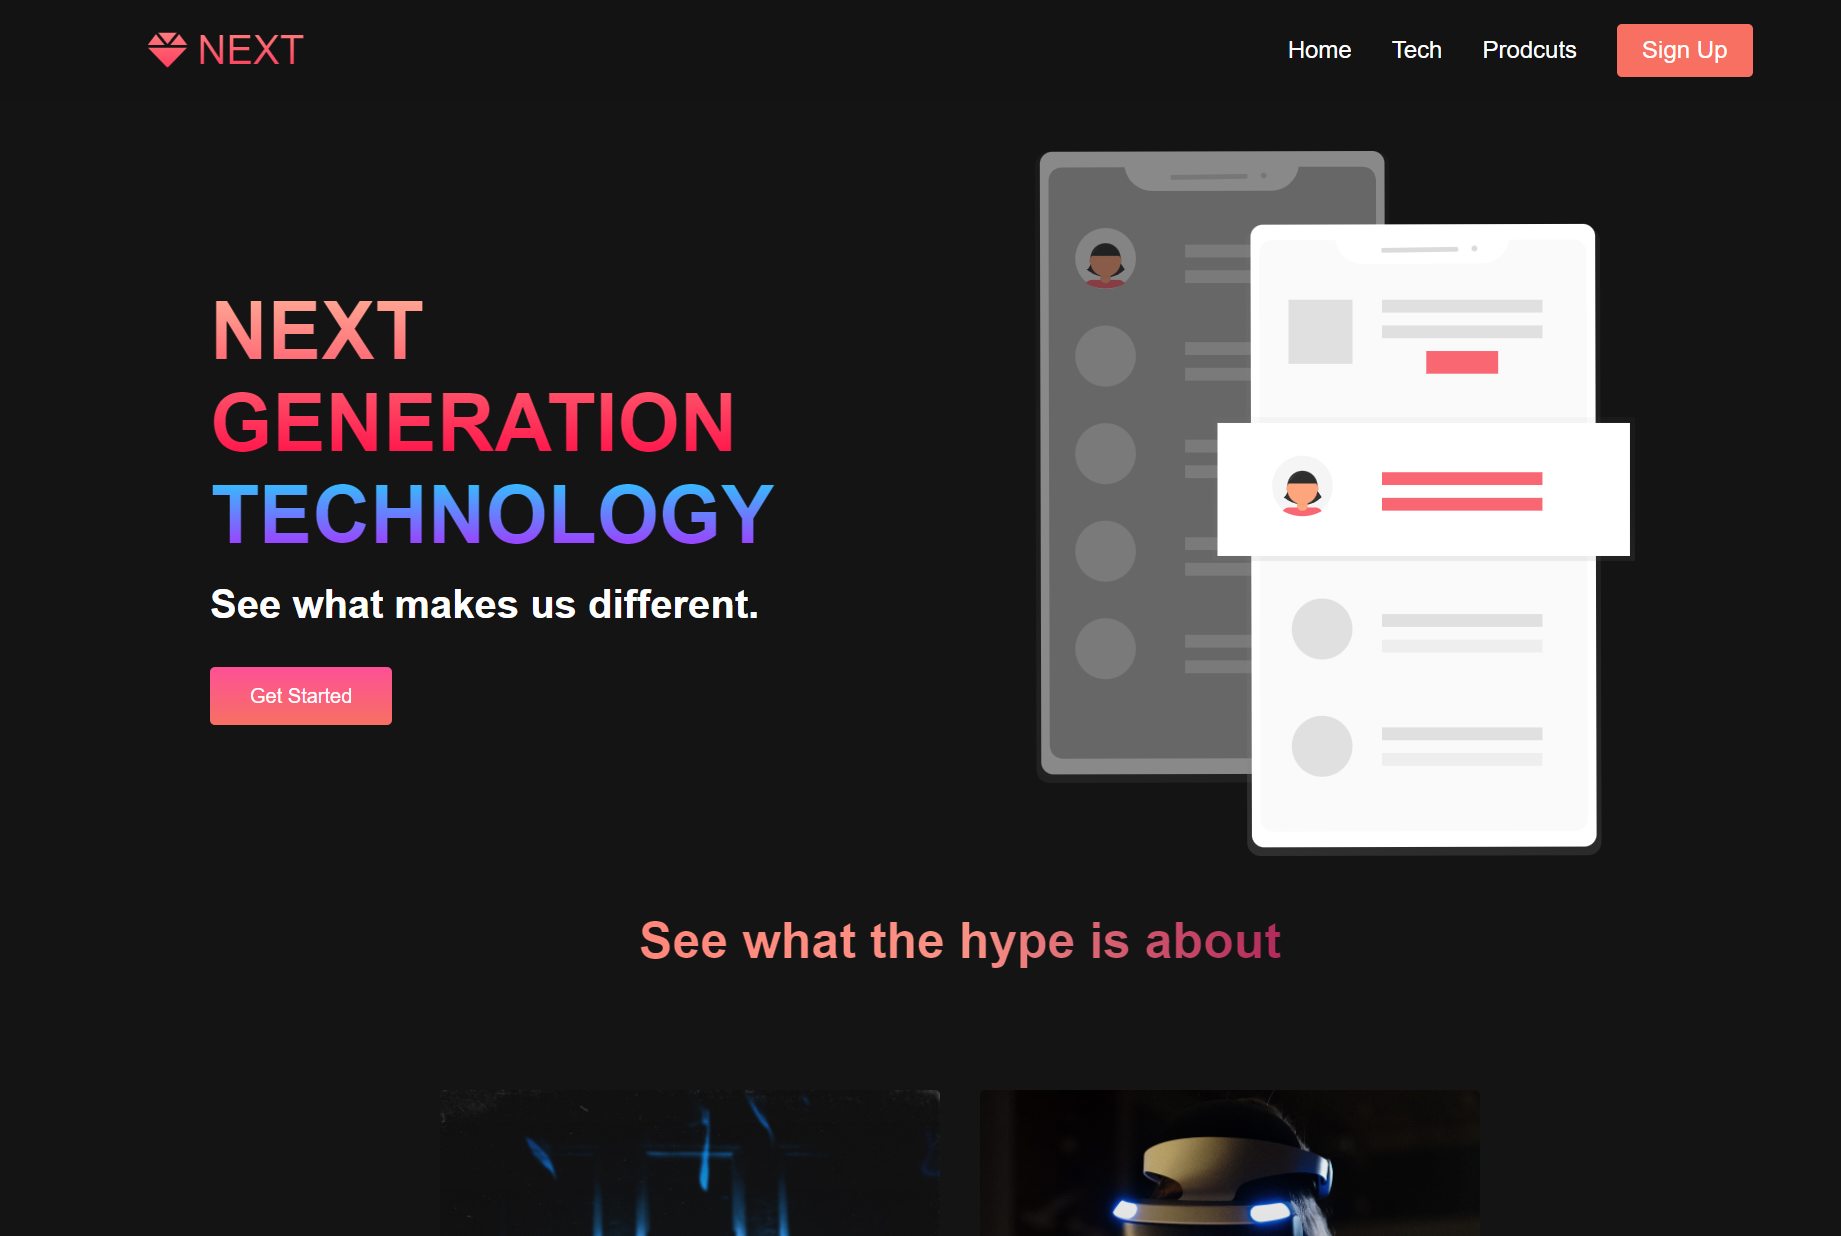 NEXT
Home
Tech
Prodcuts
Sign Up
NEXT
GENERATION
TECHNOLOGY
See what makes us different.
Get Started
See what the hype is about